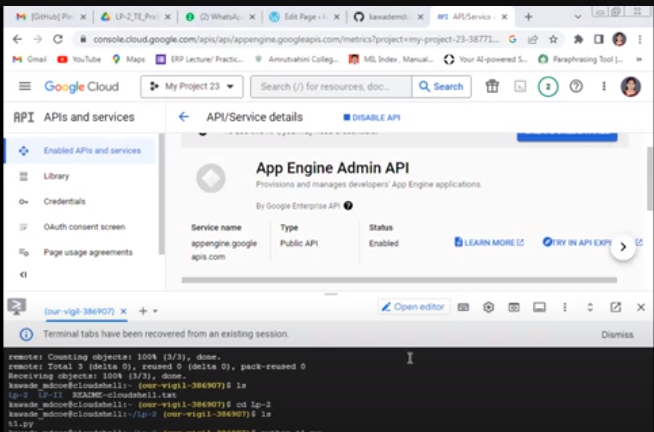 [GitHub] Ple
LP-2_TE_Prat
(2) WhatsAp
Edit Page ‹ M
kawademdc
API/Service
console.cloud.google.com/apis/api/appengine.googleapis.com/metrics?project=my-project-23-38771...
Gmail
YouTube
Maps
ERP Lecture/ Practic...
Amrutvahini Colleg...
MIL Index , Manual...
Your AI-powered S...
Paraphrasing Tool |...
Google Cloud
My Project 23
Search (/) for resources, doc...
Search
2
API APIs and services
API/Service details
DISABLE API
Enabled APIs and services
Library
Credentials
OAuth consent screen
Page usage agreements
App Engine Admin API
Provisions and manages developers' App Engine applications.
By Google Enterprise API
Service name
Type
Status
appengine.google
apis.com
Public API
Enabled
LEARN MORE
TRY IN API EXP
(our-vigil-386907)
Open editor
Terminal tabs have been recovered from an existing session.
Dismiss
remote: Counting objects: 100% (3/3), done.
remote: Total 3 (delta 0), reused 0 (delta 0), pack-reused 0
Receiving objects: 100% (3/3), done.
kawade_mdcoe@cloudshell:~ (our-vigil-386907)$ ls
Lp-2 LP-II README-cloudshell.txt
kawade_mdcoe@cloudshell:~ (our-vigil-386907)$ cd Lp-2
kawade_mdcoe@cloudshell:~/Lp-2 (our-vigil-386907)$ ls
t1.py